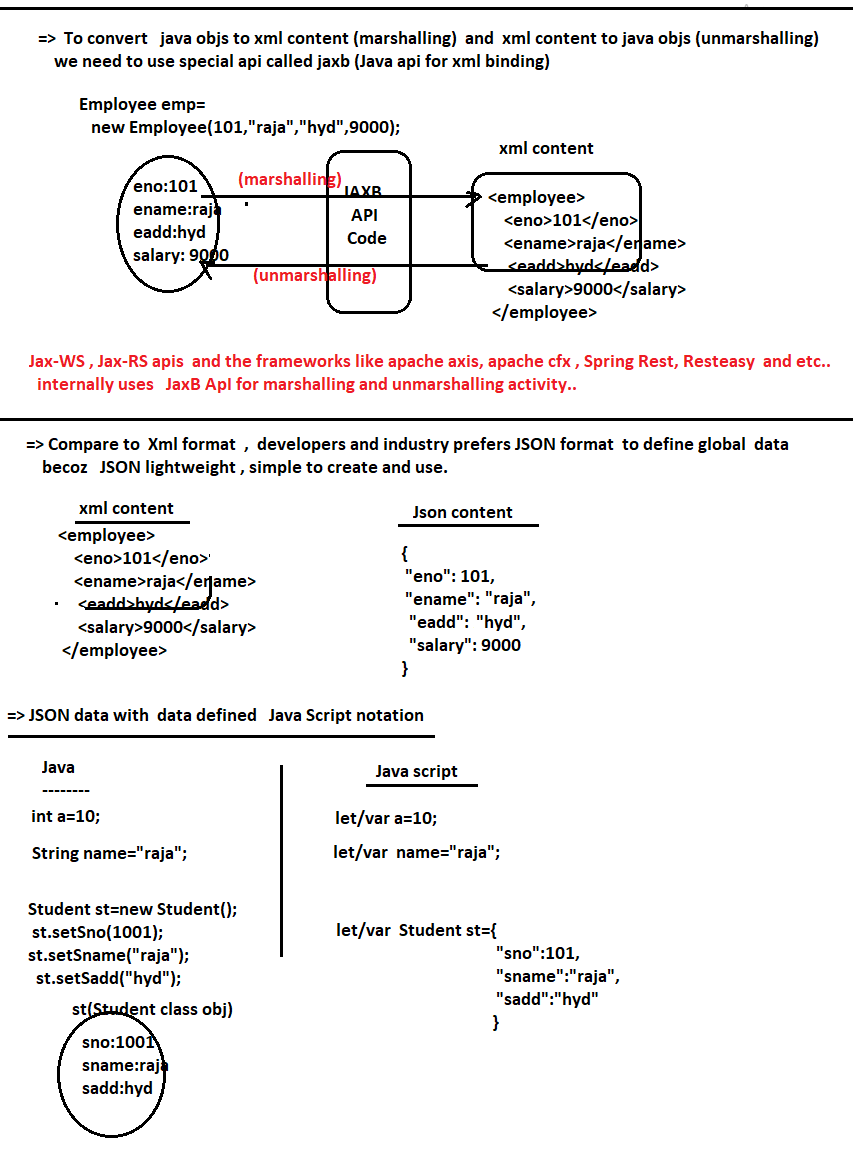 => To convert java objs to xml content (marshalling) and xml content to java objs (unmarshalling)
we need to use special api called jaxb (Java api for xml binding)
Employee emp=
new Employee(101,"raja","hyd",9000);
xml content
eno:101
ename:raja
eadd:hyd
salary: 9000
(marshalling)
(unmarshalling)
JAXB
API
Code
<employee>
<eno>101</eno>
<ename>raja</ename>
<eadd>hyd</eadd>
<salary>9000</salary>
</employee>
Jax-WS , Jax-RS apis and the frameworks like apache axis, apache cfx , Spring Rest, Resteasy and etc..
internally uses JaxB ApI for marshalling and unmarshalling activity..
=> Compare to Xml format , developers and industry prefers JSON format to define global data
becoz JSON lightweight , simple to create and use.
xml content
<employee>
<eno>101</eno>
<ename>raja</ename>
<eadd>hyd</eadd>
<salary>9000</salary>
</employee>
Json content
{
"eno": 101,
"ename": "raja",
"eadd": "hyd",
"salary": 9000
}
=> JSON data with data defined Java Script notation
Java
--------
int a=10;
String name="raja";
Student st=new Student();
st.setSno(1001);
st.setSname("raja");
st.setSadd("hyd");
st(Student class obj)
sno:1001
sname:raja
sadd:hyd
Java script
let/var a=10;
let/var name="raja";
let/var Student st={
"sno":101,
"sname":"raja",
"sadd":"hyd"
}